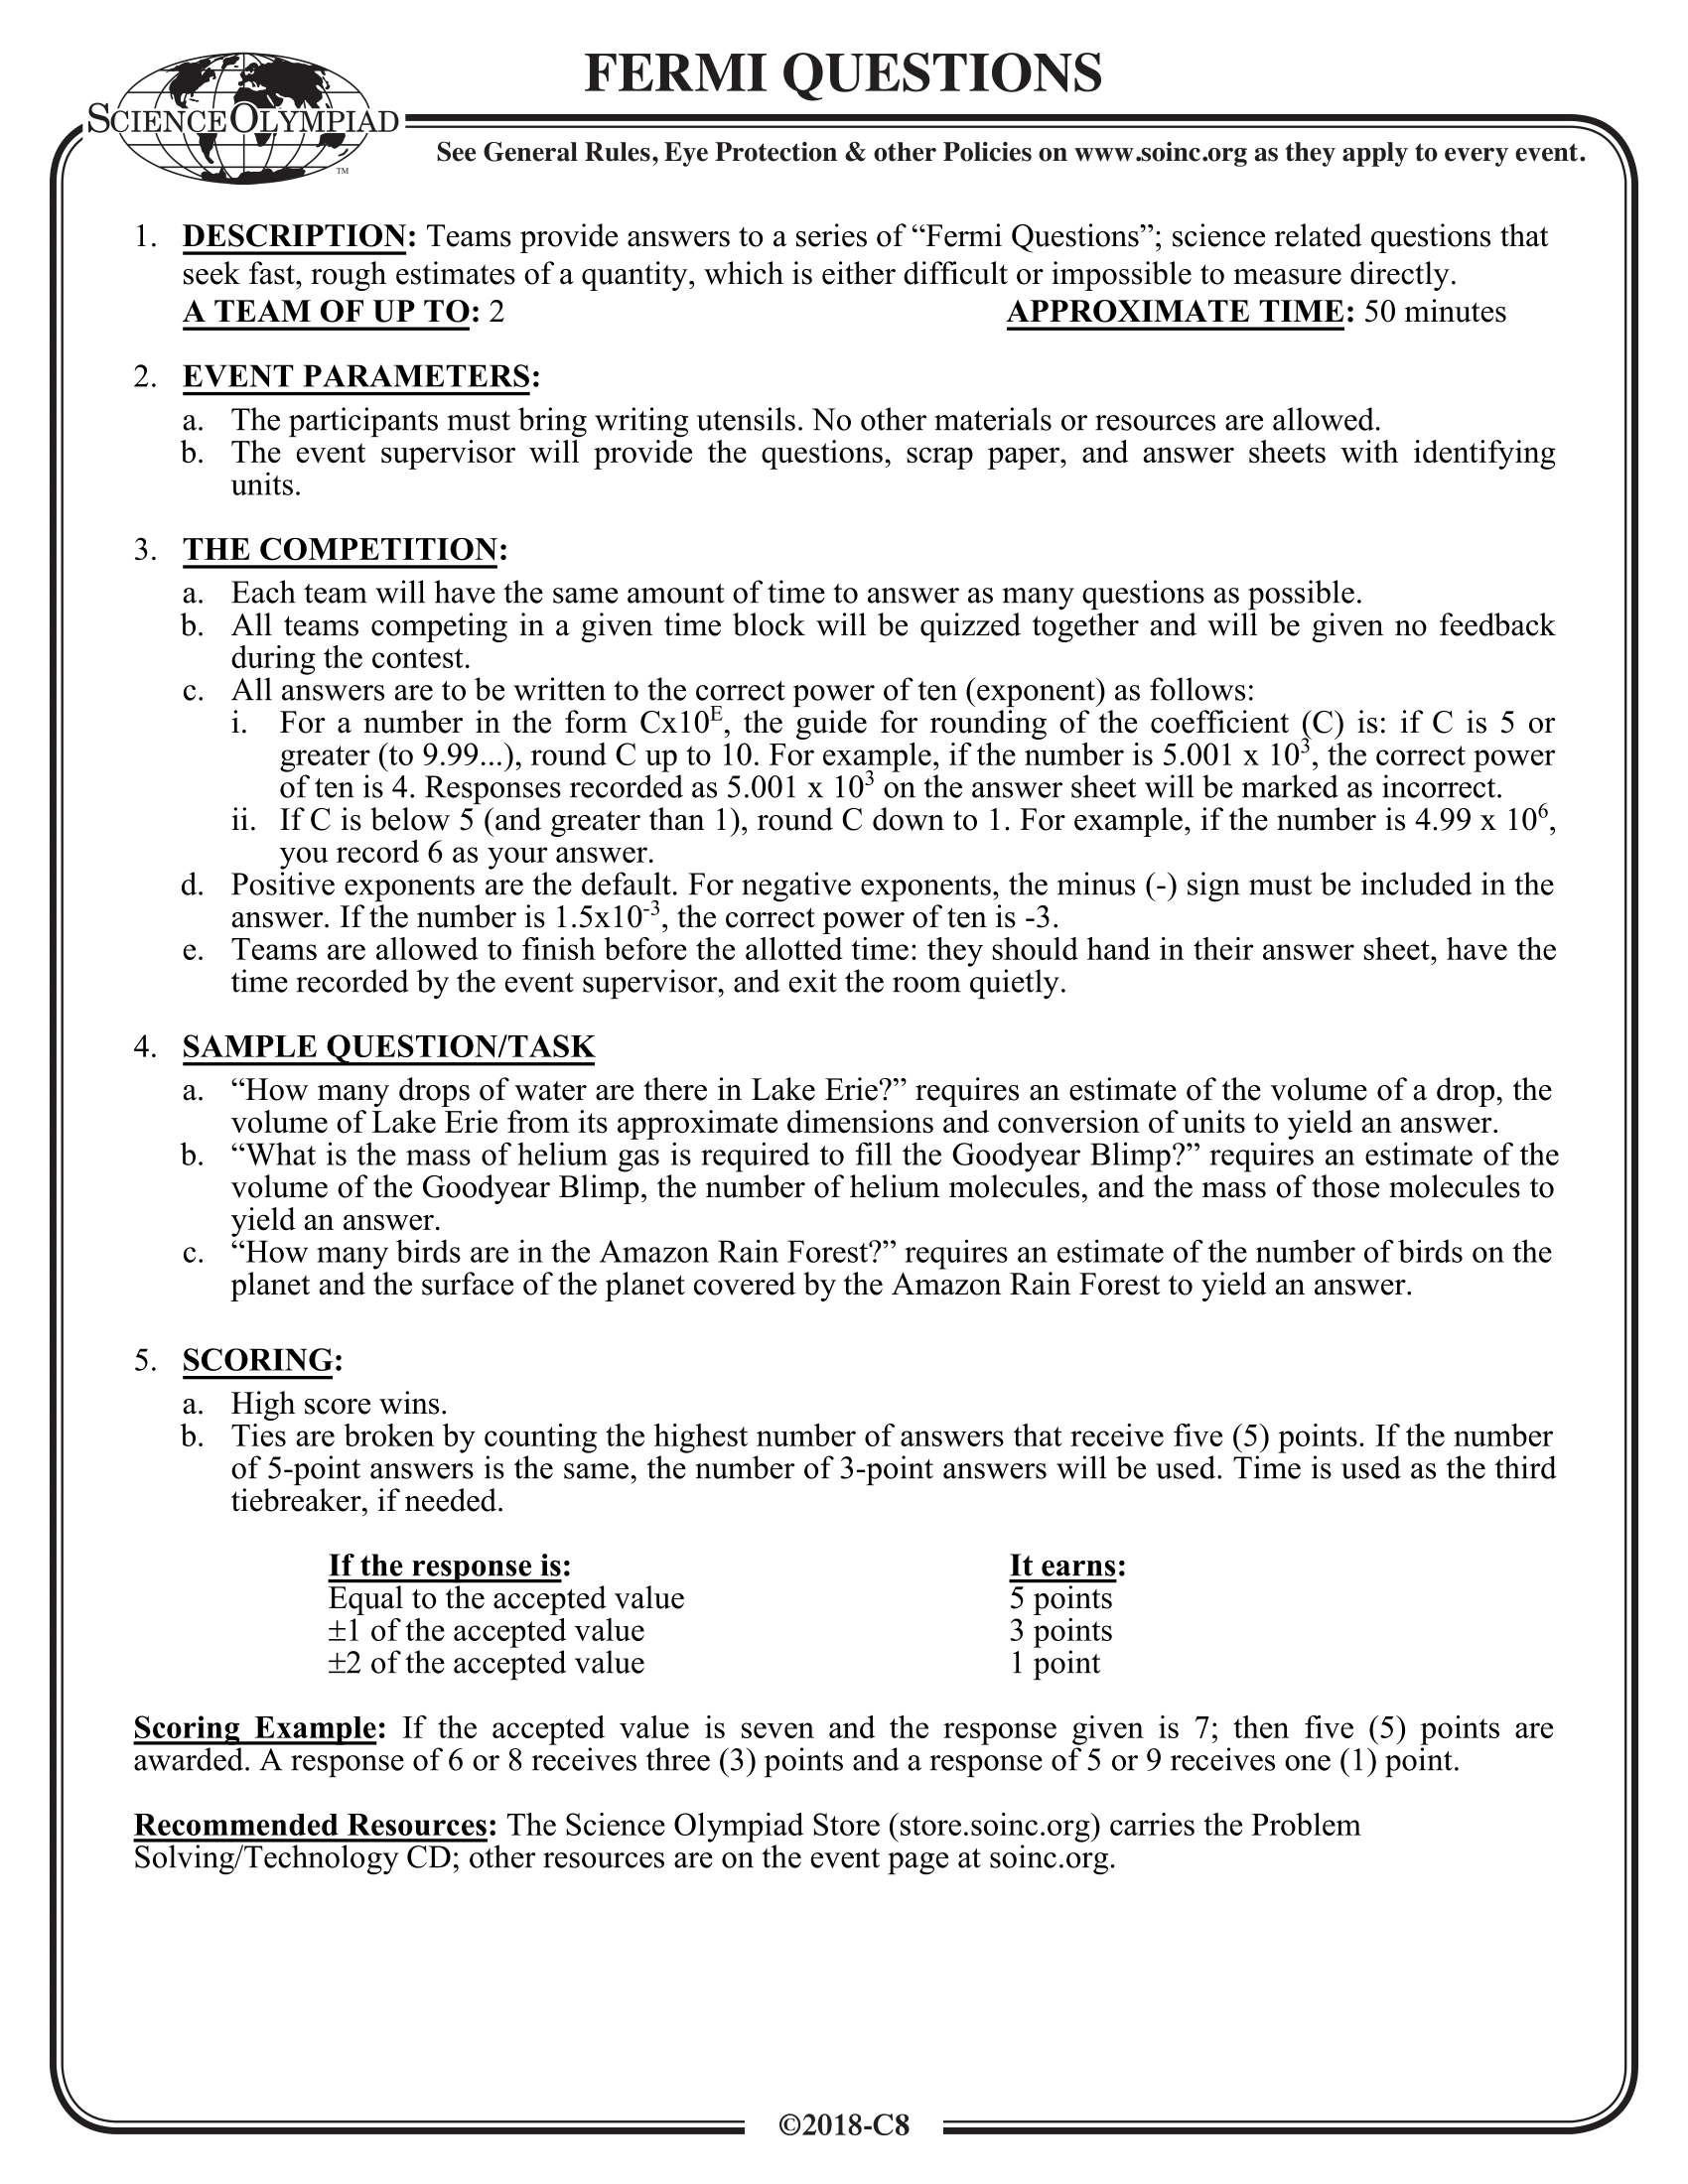 FERMI QUESTIONS
SCIENCE OLYMPIAD
TM
See General Rules, Eye Protection & other Policies on www.soinc.org as they apply to every event.
1. DESCRIPTION: Teams provide answers to a series of “Fermi Questions”; science related questions that
seek fast, rough estimates of a quantity, which is either difficult or impossible to measure directly.
A TEAM OF UP TO: 2 APPROXIMATE TIME: 50 minutes
2. EVENT PARAMETERS:
a. The participants must bring writing utensils. No other materials or resources are allowed.
b. The event supervisor will provide the questions, scrap paper, and answer sheets with identifying
units.
3. THE COMPETITION:
a. Each team will have the same amount of time to answer as many questions as possible.
b. All teams competing in a given time block will be quizzed together and will be given no feedback
during the contest.
c. All answers are to be written to the correct power of ten (exponent) as follows:
i. For a number in the form Cx10^E, the guide for rounding of the coefficient (C) is: if C is 5 or
greater (to 9.99...), round C up to 10. For example, if the number is 5.001 x 10³, the correct power
of ten is 4. Responses recorded as 5.001 x 10³ on the answer sheet will be marked as incorrect.
ii. If C is below 5 (and greater than 1), round C down to 1. For example, if the number is 4.99 x 10⁶,
you record 6 as your answer.
d. Positive exponents are the default. For negative exponents, the minus (-) sign must be included in the
answer. If the number is 1.5x10⁻³, the correct power of ten is -3.
e. Teams are allowed to finish before the allotted time: they should hand in their answer sheet, have the
time recorded by the event supervisor, and exit the room quietly.
4. SAMPLE QUESTION/TASK
a. “How many drops of water are there in Lake Erie?” requires an estimate of the volume of a drop, the
volume of Lake Erie from its approximate dimensions and conversion of units to yield an answer.
b. “What is the mass of helium gas is required to fill the Goodyear Blimp?” requires an estimate of the
volume of the Goodyear Blimp, the number of helium molecules, and the mass of those molecules to
yield an answer.
c. “How many birds are in the Amazon Rain Forest?” requires an estimate of the number of birds on the
planet and the surface of the planet covered by the Amazon Rain Forest to yield an answer.
5. SCORING:
a. High score wins.
b. Ties are broken by counting the highest number of answers that receive five (5) points. If the number
of 5-point answers is the same, the number of 3-point answers will be used. Time is used as the third
tiebreaker, if needed.
If the response is: It earns:
Equal to the accepted value 5 points
±1 of the accepted value 3 points
±2 of the accepted value 1 point
Scoring Example: If the accepted value is seven and the response given is 7; then five (5) points are
awarded. A response of 6 or 8 receives three (3) points and a response of 5 or 9 receives one (1) point.
Recommended Resources: The Science Olympiad Store (store.soinc.org) carries the Problem
Solving/Technology CD; other resources are on the event page at soinc.org.
©2018-C8